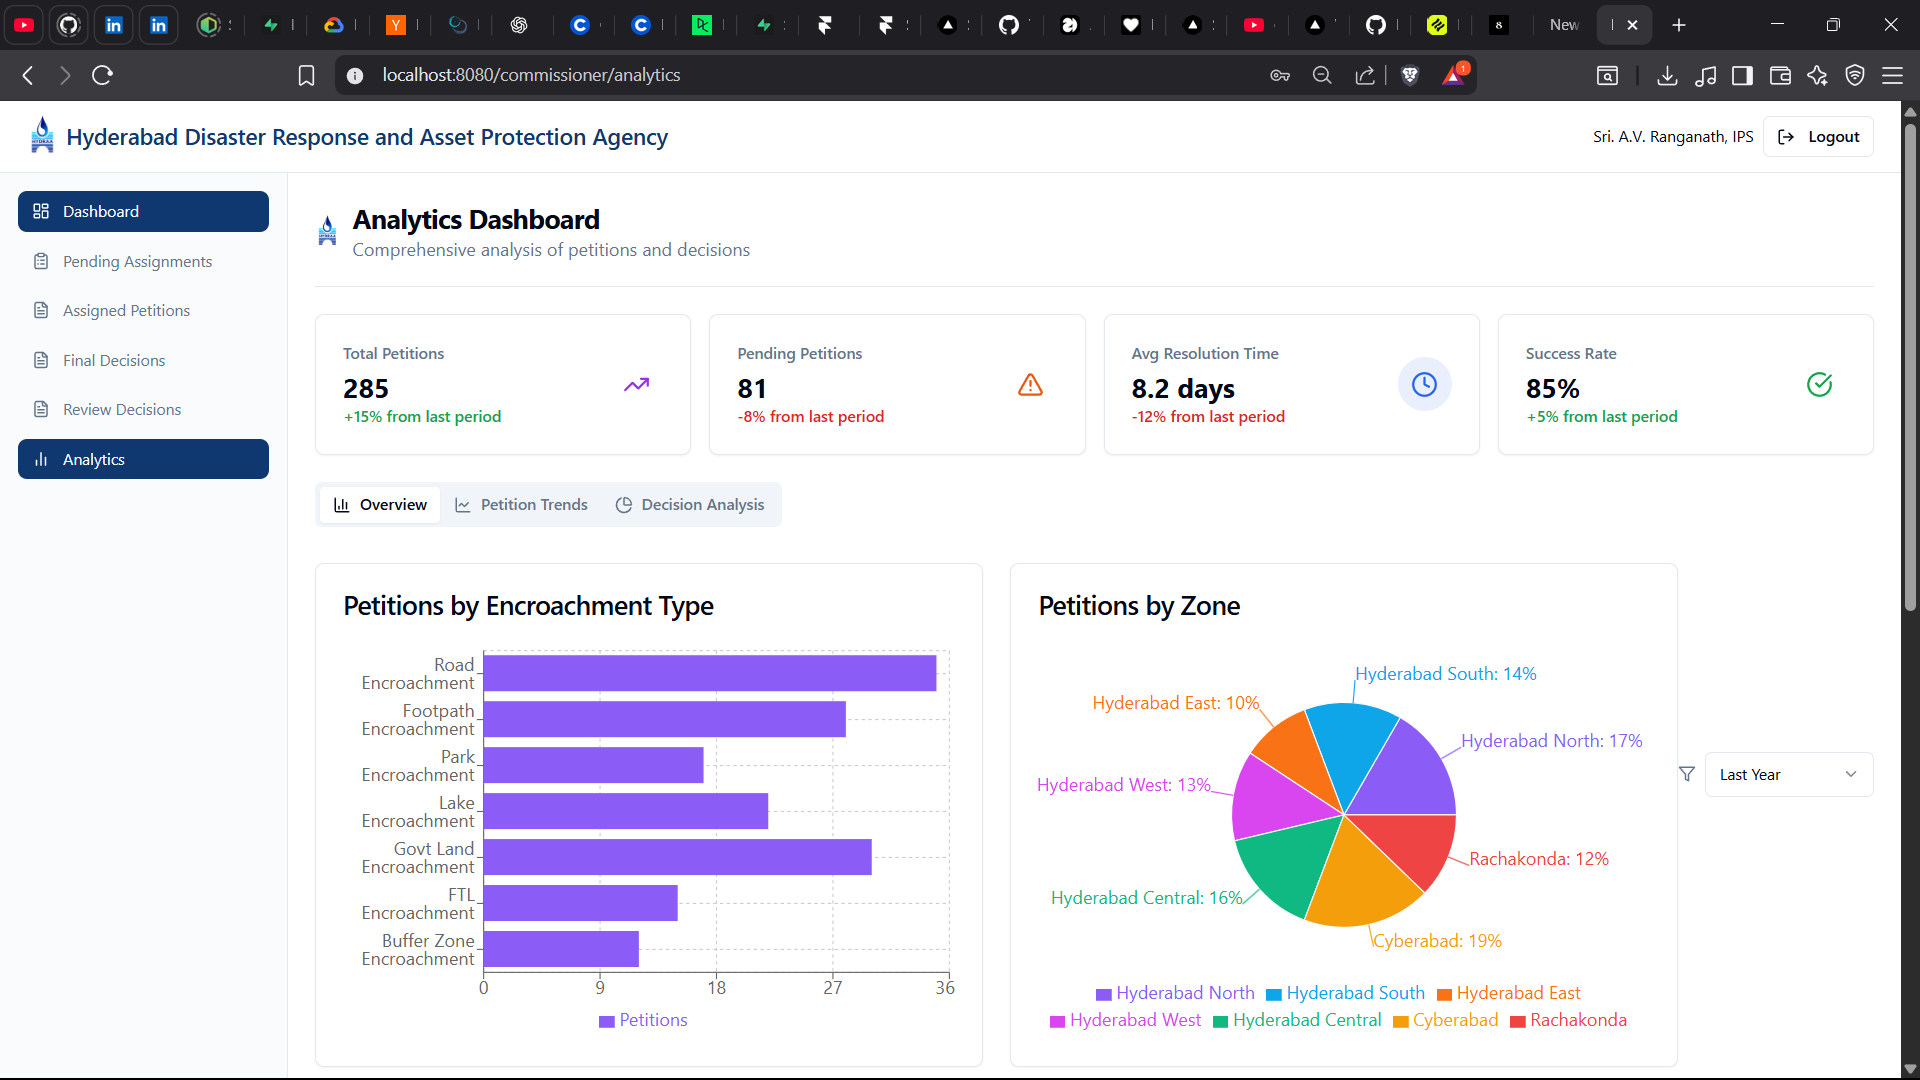 New
localhost:8080/commissioner/analytics
1
Hyderabad Disaster Response and Asset Protection Agency
Sri. A.V. Ranganath, IPS
Logout
Dashboard
Pending Assignments
Assigned Petitions
Final Decisions
Review Decisions
Analytics
Analytics Dashboard
Comprehensive analysis of petitions and decisions
Total Petitions
285
+15% from last period
Pending Petitions
81
-8% from last period
Avg Resolution Time
8.2 days
-12% from last period
Success Rate
85%
+5% from last period
Overview
Petition Trends
Decision Analysis
Petitions by Encroachment Type
Road
Encroachment
Footpath
Encroachment
Park
Encroachment
Lake
Encroachment
Govt Land
Encroachment
FTL
Encroachment
Buffer Zone
Encroachment
0 9 18 27 36
Petitions
Petitions by Zone
Hyderabad South: 14%
Hyderabad East: 10%
Hyderabad North: 17%
Hyderabad West: 13%
Rachakonda: 12%
Hyderabad Central: 16%
Cyberabad: 19%
Hyderabad North Hyderabad South Hyderabad East
Hyderabad West Hyderabad Central Cyberabad Rachakonda
Last Year